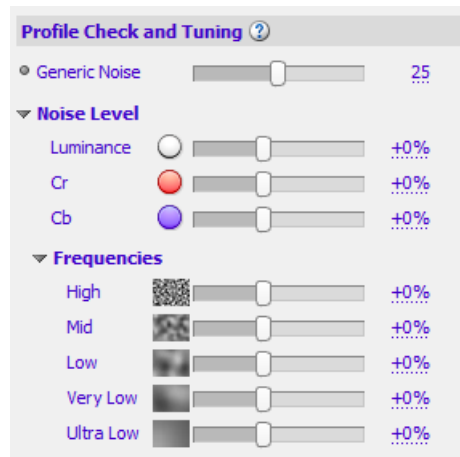 Profile Check and Tuning ?
Generic Noise 25
Noise Level
Luminance +0%
Cr +0%
Cb +0%
Frequencies
High +0%
Mid +0%
Low +0%
Very Low +0%
Ultra Low +0%